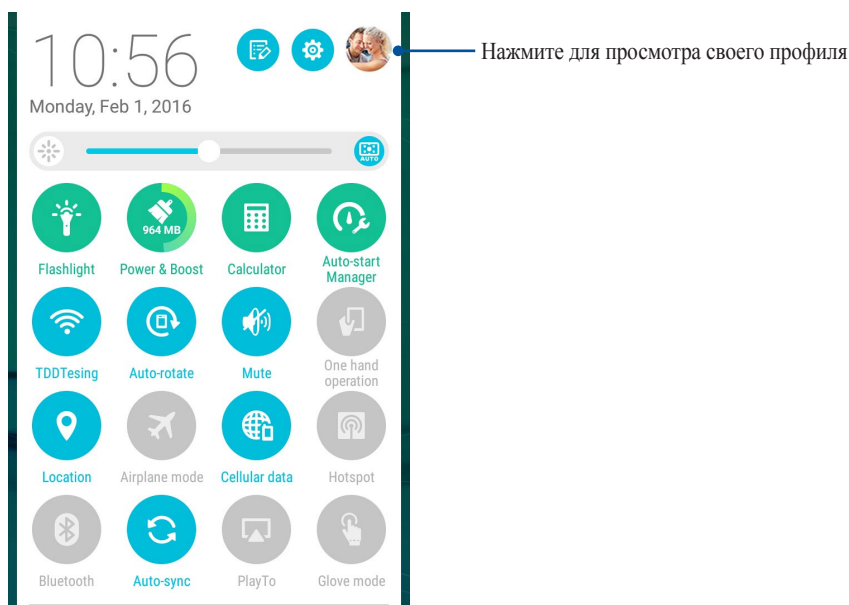 10:56
Нажмите для просмотра своего профиля
Monday, Feb 1, 2016
AUTO
964 MB
Flashlight
Power & Boost
Calculator
Auto-start
Manager
TDDTesing
Auto-rotate
Mute
One hand
operation
Location
Airplane mode
Cellular data
Hotspot
Bluetooth
Auto-sync
PlayTo
Glove mode